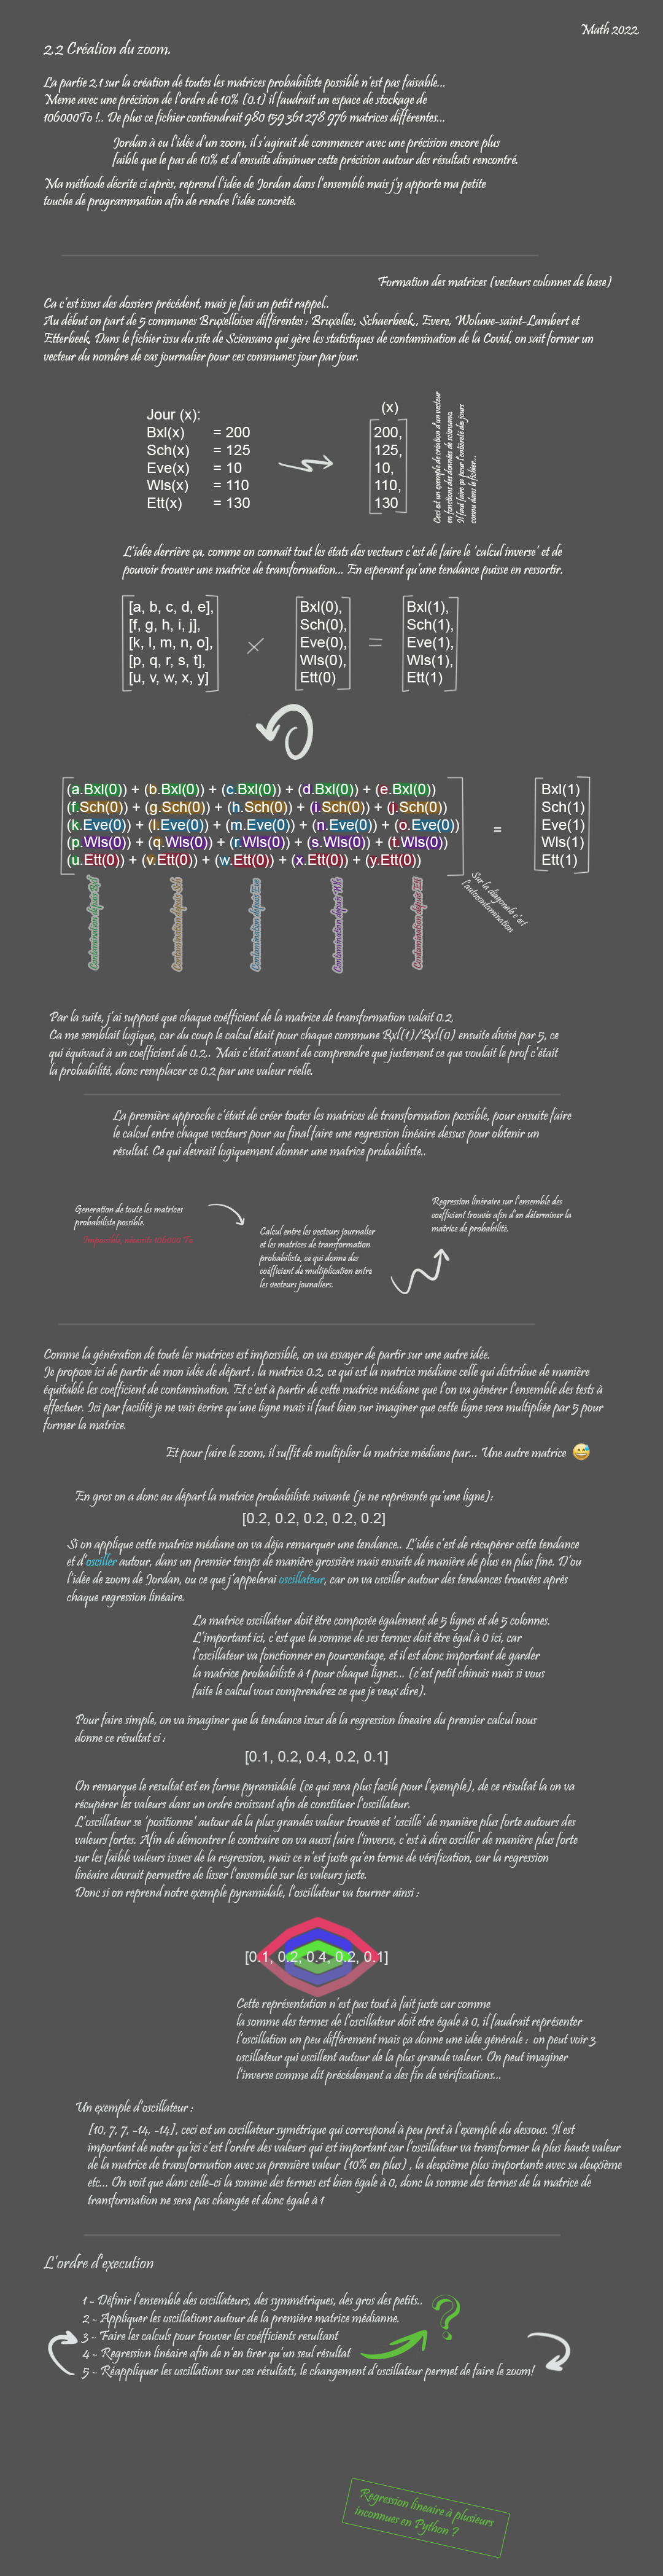 Math 2022
2.2 Création du zoom.
La partie 2.1 sur la création de toutes les matrices probabiliste possible n'est pas faisable...
Meme avec une précision de l'ordre de 10% (0.1) il faudrait un espace de stockage de
106000To !.. De plus ce fichier contiendrait 980 159 361 278 976 matrices différentes...
Jordan à eu l'idée d'un zoom, il s'agirait de commencer avec une précision encore plus
faible que le pas de 10% et d'ensuite diminuer cette précision autour des résultats rencontré.
Ma méthode décrite ci après, reprend l'idée de Jordan dans l'ensemble mais j'y apporte ma petite
touche de programmation afin de rendre l'idée concrète.
Formation des matrices (vecteurs colonnes de base)
Ca c'est issus des dossiers précédent, mais je fais un petit rappel..
Au début on part de 5 communes Bruxelloises différentes : Bruxelles, Schaerbeek, Evere, Woluwe-saint-Lambert et
Etterbeek. Dans le fichier issu du site de Sciensano qui gère les statistiques de contamination de la Covid, on sait former un
vecteur du nombre de cas journalier pour ces communes jour par jour.
Jour (x):
Bxl(x) = 200
Sch(x) = 125
Eve(x) = 10
Wls(x) = 110
Ett(x) = 130
(x)
200,
125,
10,
110,
130
Ceci et un exemple de création d'un vecteur
en fonctions des données de sciensano.
Il faut faire ça pour l'entièreté des jours
connu dans le fichier...
L'idée derrière ça, comme on connait tout les états des vecteurs c'est de faire le 'calcul inverse' et de
pouvoir trouver une matrice de transformation... En esperant qu'une tendance puisse en ressortir.
[a, b, c, d, e], Bxl(0), Bxl(1),
[f, g, h, i, j], Sch(0), Sch(1),
[k, l, m, n, o], × Eve(0), = Eve(1),
[p, q, r, s, t], Wls(0), Wls(1),
[u, v, w, x, y] Ett(0) Ett(1)
(a.Bxl(0)) + (b.Bxl(0)) + (c.Bxl(0)) + (d.Bxl(0)) + (e.Bxl(0)) Bxl(1)
(f.Sch(0)) + (g.Sch(0)) + (h.Sch(0)) + (i.Sch(0)) + (j.Sch(0)) Sch(1)
(k.Eve(0)) + (l.Eve(0)) + (m.Eve(0)) + (n.Eve(0)) + (o.Eve(0)) = Eve(1)
(p.Wls(0)) + (q.Wls(0)) + (r.Wls(0)) + (s.Wls(0)) + (t.Wls(0)) Wls(1)
(u.Ett(0)) + (v.Ett(0)) + (w.Ett(0)) + (x.Ett(0)) + (y.Ett(0)) Ett(1)
Contamination depuis Bxl
Contamination depuis Sch
Contamination depuis Eve
Contamination depuis Wls
Contamination depuis Ett
Sur la diagonale c'est
l'autocontamination
Par la suite, j'ai supposé que chaque coéfficient de la matrice de transformation valait 0.2.
Ca me semblait logique, car du coup le calcul était pour chaque commune Bxl(1)/Bxl(0) ensuite divisé par 5, ce
qui équivaut à un coefficient de 0.2.. Mais c'était avant de comprendre que justement ce que voulait le prof c'était
la probabilité, donc remplacer ce 0.2 par une valeur réelle.
La première approche c'était de créer toutes les matrices de transformation possible, pour ensuite faire
le calcul entre chaque vecteurs pour au final faire une regression linéaire dessus pour obtenir un
résultat. Ce qui devrait logiquement donner une matrice probabiliste..
Generation de toute les matrices
probabiliste possible.
Impossible, nécessite 106000 To
Calcul entre les vecteurs journalier
et les matrices de transformation
probabiliste, ce qui donne des
coéfficient de multiplication entre
les vecteurs jounaliers.
Regression linéraire sur l'ensemble des
coefficient trouvés afin d'en déterminer la
matrice de probabilité.
Comme la génération de toute les matrices est impossible, on va essayer de partir sur une autre idée.
Je propose ici de partir de mon idée de départ : la matrice 0.2, ce qui est la matrice médiane celle qui distribue de manière
équitable les coefficient de contamination. Et c'est à partir de cette matrice médiane que l'on va générer l'ensemble des tests à
effectuer. Ici par facilité je ne vais écrire qu'une ligne mais il faut bien sur imaginer que cette ligne sera multipliée par 5 pour
former la matrice.
Et pour faire le zoom, il suffit de multiplier la matrice médiane par... Une autre matrice 😅
En gros on a donc au départ la matrice probabiliste suivante (je ne représente qu'une ligne):
[0.2, 0.2, 0.2, 0.2, 0.2]
Si on applique cette matrice médiane on va déja remarquer une tendance.. L'idée c'est de récupérer cette tendance
et d'osciller autour, dans un premier temps de manière grossière mais ensuite de manière de plus en plus fine. D'ou
l'idée de zoom de Jordan, ou ce que j'appelerai oscillateur, car on va osciller autour des tendances trouvées après
chaque regression linéaire.
La matrice oscillateur doit être composée également de 5 lignes et de 5 colonnes.
L'important ici, c'est que la somme de ses termes doit être égal à 0 ici, car
l'oscillateur va fonctionner en pourcentage, et il est donc important de garder
la matrice probabiliste à 1 pour chaque lignes... (c'est petit chinois mais si vous
faite le calcul vous comprendrez ce que je veux dire).
Pour faire simple, on va imaginer que la tendance issus de la regression lineaire du premier calcul nous
donne ce résultat ci :
[0.1, 0.2, 0.4, 0.2, 0.1]
On remarque le resultat est en forme pyramidale (ce qui sera plus facile pour l'exemple), de ce résultat la on va
récupérer les valeurs dans un ordre croissant afin de constituer l'oscillateur.
L'oscillateur se 'positionne' autour de la plus grandes valeur trouvée et 'oscille' de manière plus forte autours des
valeurs fortes. Afin de démontrer le contraire on va aussi faire l'inverse, c'est à dire osciller de manière plus forte
sur les faible valeurs issues de la regression, mais ce n'est juste qu'en terme de vérification, car la regression
linéaire devrait permettre de lisser l'ensemble sur les valeurs juste.
Donc si on reprend notre exemple pyramidale, l'oscillateur va tourner ainsi :
[0.1, 0.2, 0.4, 0.2, 0.1]
Cette représentation n'est pas tout à fait juste car comme
la somme des termes de l'oscillateur doit etre égale à 0, il faudrait représenter
l'oscillation un peu différement mais ça donne une idée générale : on peut voir 3
oscillateur qui oscillent autour de la plus grande valeur. On peut imaginer
l'inverse comme dit précédement a des fin de vérifications...
Un exemple d'oscillateur :
[10, 7, 7, -14, -14], ceci est un oscillateur symétrique qui correspond à peu pret à l'exemple du dessous. Il est
important de noter qu'ici c'est l'ordre des valeurs qui est important car l'oscillateur va transformer la plus haute valeur
de la matrice de transformation avec sa première valeur (10% en plus) , la deuxième plus importante avec sa deuxième
etc... On voit que dans celle-ci la somme des termes est bien égale à 0, donc la somme des termes de la matrice de
transformation ne sera pas changée et donc égale à 1
L'ordre d'execution
1 - Définir l'ensemble des oscillateurs, des symmétriques, des gros des petits..
2 - Appliquer les oscillations autour de la première matrice médianne.
3 - Faire les calculs pour trouver les coéfficients resultant
4 - Regression linéaire afin de n'en tirer qu'un seul résultat
5 - Réappliquer les oscillations sur ces résultats, le changement d'oscillateur permet de faire le zoom!
?
Regression lineaire à plusieurs
inconnues en Python ?